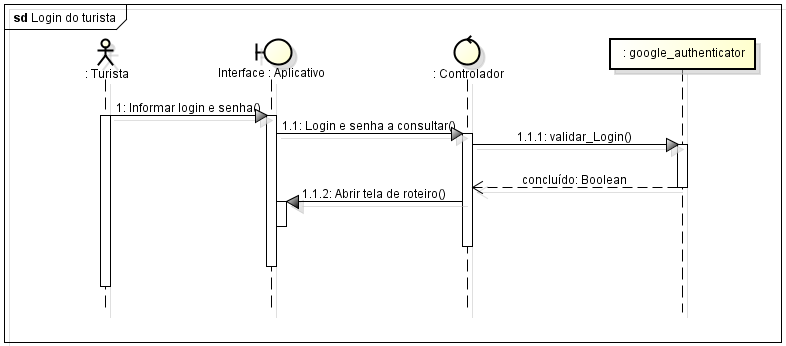 sd Login do turista
: Turista
Interface : Aplicativo
: Controlador
: google_authenticator
1: Informar login e senha()
1.1: Login e senha a consultar()
1.1.1: validar_Login()
concluído: Boolean
1.1.2: Abrir tela de roteiro()